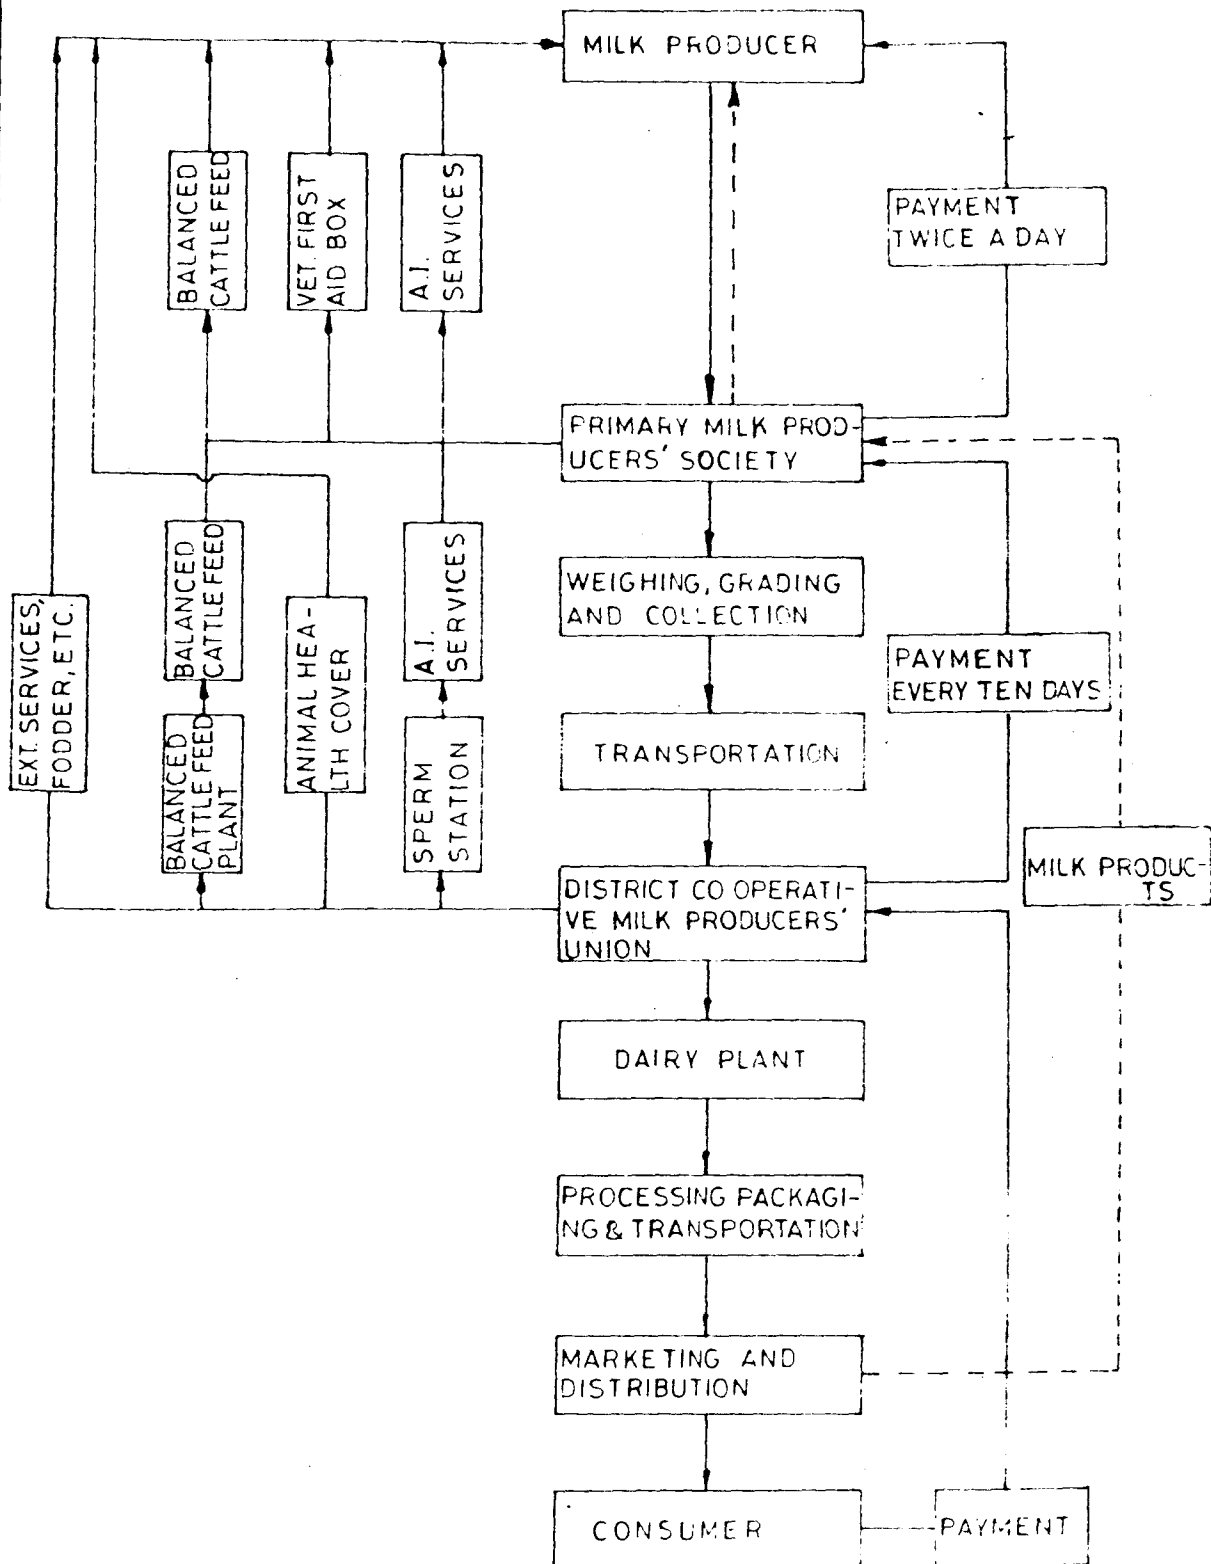 MILK PRODUCER
BALANCED
CATTLE FEED
VET. FIRST
AID BOX
A.I.
SERVICES
PAYMENT
TWICE A DAY
PRIMARY MILK PROD-
UCERS' SOCIETY
EXT. SERVICES,
FODDER, ETC.
BALANCED
CATTLE FEED
ANIMAL HEA-
LTH COVER
A.I.
SERVICES
WEIGHING, GRADING
AND COLLECTION
PAYMENT
EVERY TEN DAYS
BALANCED
CATTLE FEED
PLANT
SPERM
STATION
TRANSPORTATION
MILK PRODUC-
TS
DISTRICT CO OPERATI-
VE MILK PRODUCERS'
UNION
DAIRY PLANT
PROCESSING PACKAGI-
NG & TRANSPORTATION
MARKETING AND
DISTRIBUTION
CONSUMER
PAYMENT